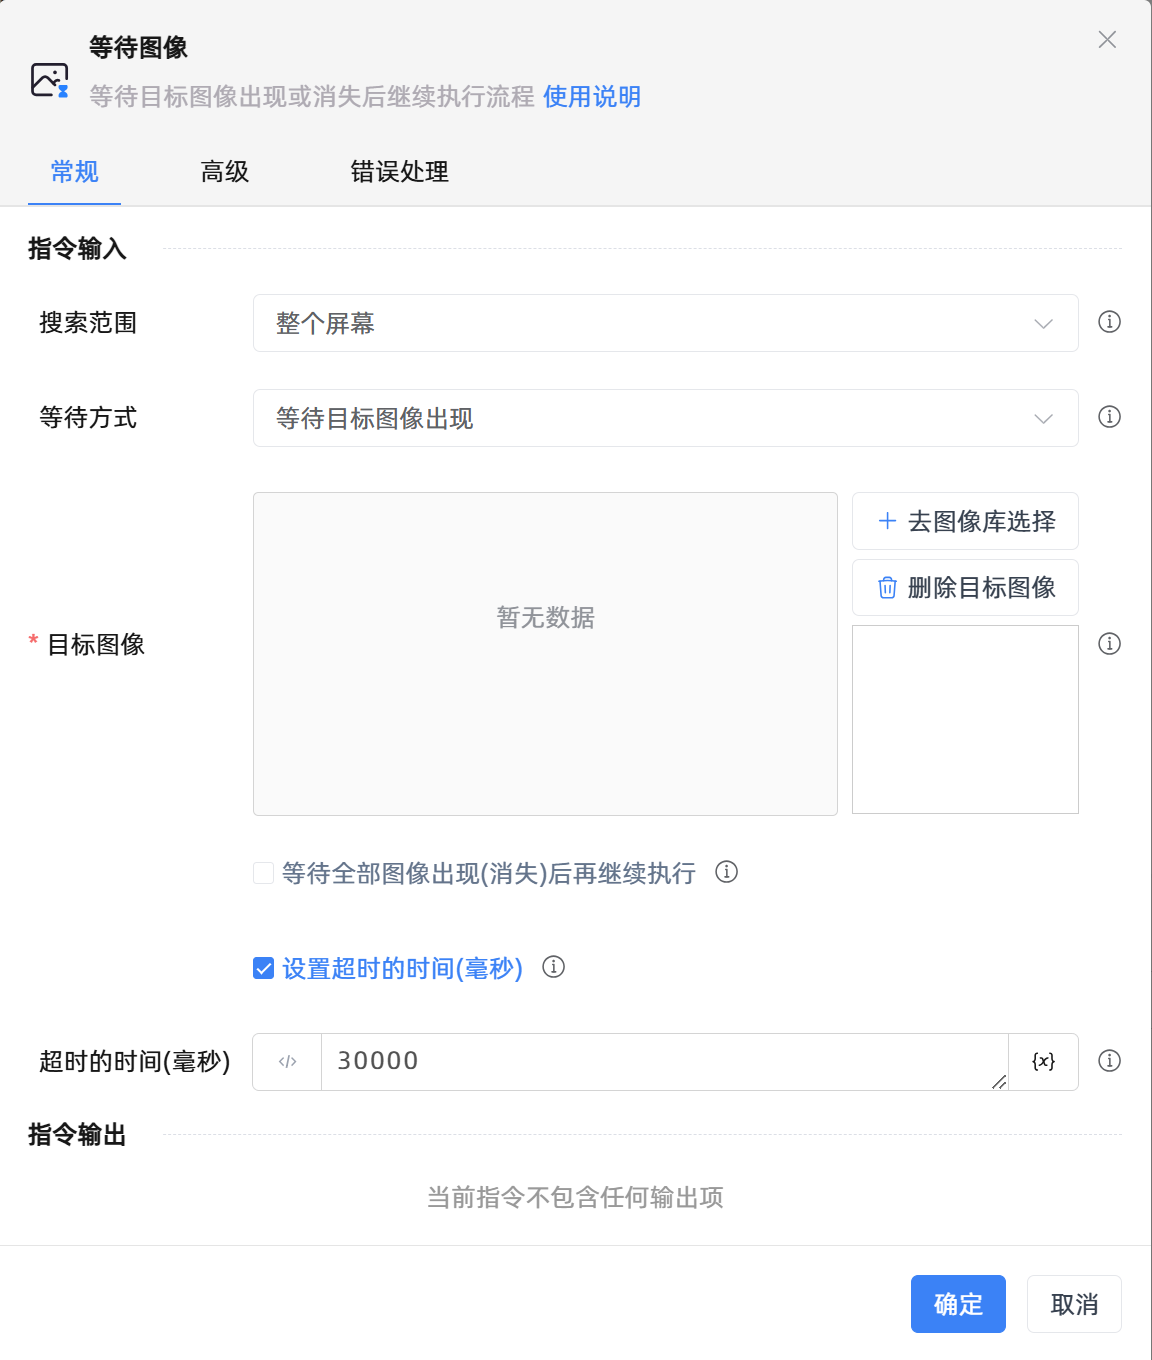 等待图像
等待目标图像出现或消失后继续执行流程 使用说明
常规 高级 错误处理
指令输入
搜索范围 整个屏幕
等待方式 等待目标图像出现
去图像库选择
删除目标图像
暂无数据
* 目标图像
等待全部图像出现(消失)后再继续执行
设置超时的时间(毫秒)
超时的时间(毫秒) </> 30000 {x}
指令输出
当前指令不包含任何输出项
确定 取消